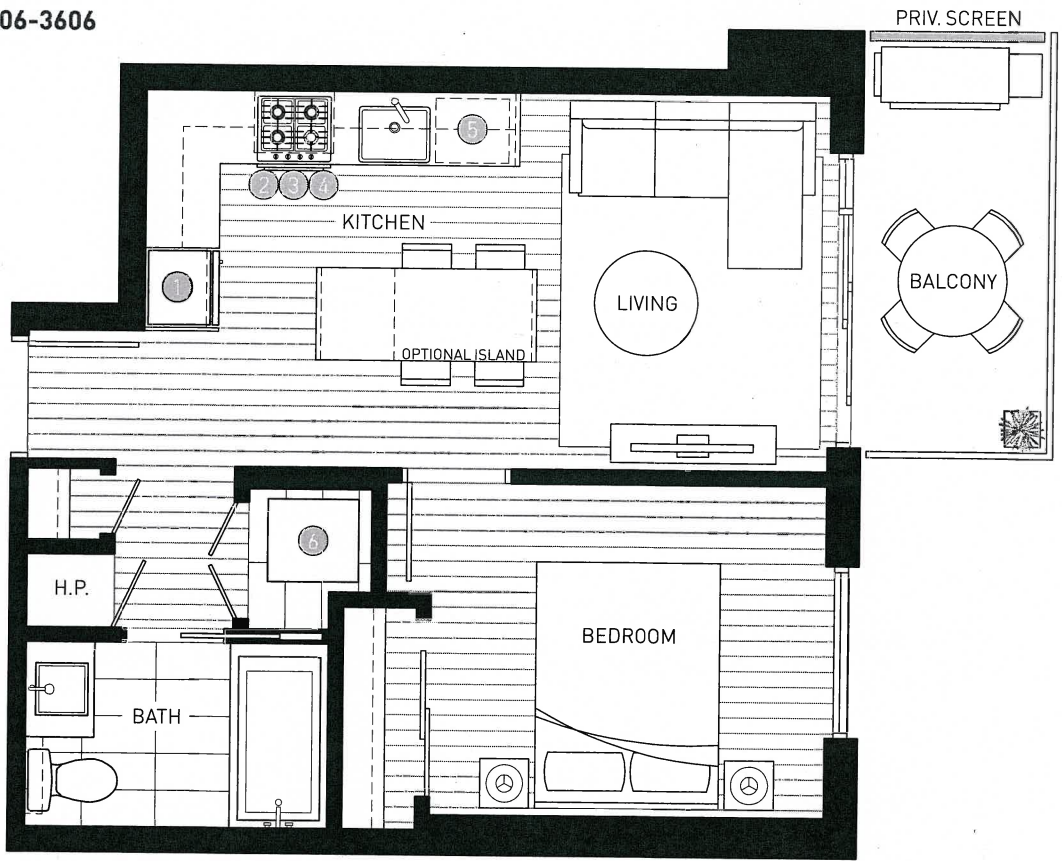 06-3606
PRIV. SCREEN
5
2 3 4
KITCHEN
1
LIVING
BALCONY
OPTIONAL ISLAND
6
H.P.
BEDROOM
BATH